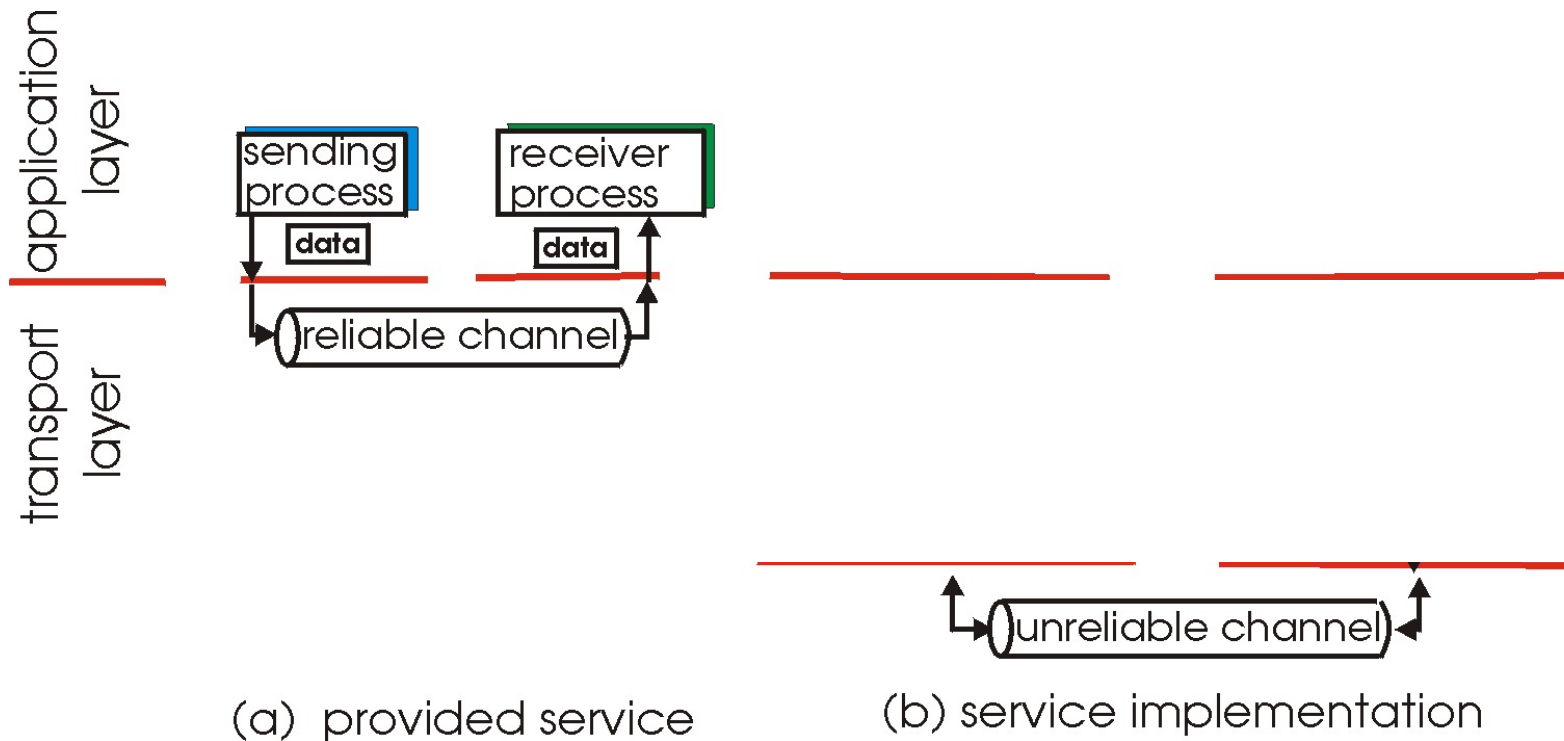 application
layer
transport
layer
sending
process
receiver
process
data
data
reliable channel
unreliable channel
(a) provided service
(b) service implementation